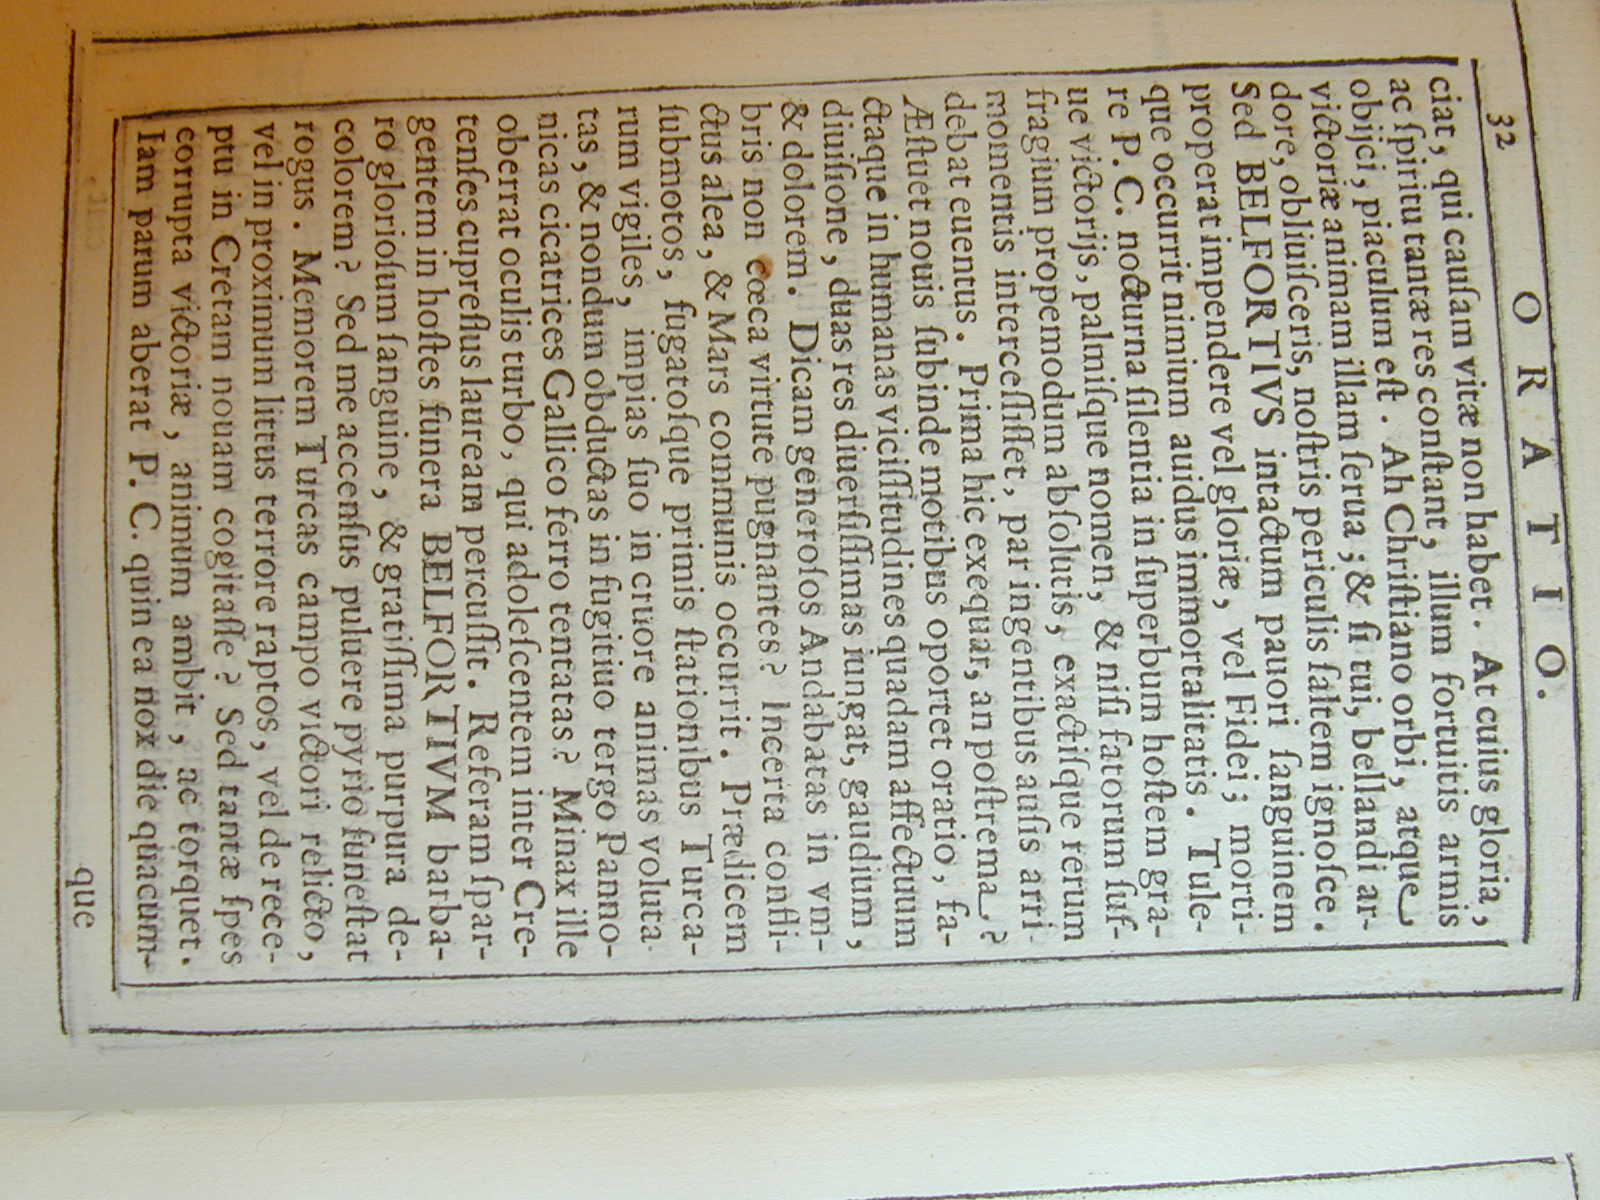 32 ORATIO.
ciat, qui cauſam vitæ non habet. At cuius gloria,
ac ſpiritu tantæ res conſtant, illum fortuitis armis
obijci, piaculum eſt. Ah Chriſtiano orbi, atque
victoriæ animam illam ſerua; & ſi tui, bellandi ar-
dore, obliuiſceris, noſtris periculis ſaltem ignoſce.
Sed BELFORTIVS intactum pauori ſanguinem
properat impendere vel gloriæ, vel Fidei; morti-
que occurrit nimium auidus immortalitatis. Tule-
re P. C. nocturna ſilentia in ſuperbum hoſtem gra-
ue victorijs, palmiſque nomen, & niſi fatorum ſuf-
fragium propemodum abſolutis, exactiſque rerum
momentis interceſſiſſet, par ingentibus auſis arri-
debat euentus. Prima hic exequar, an poſtrema?
Æſtuet nouis ſubinde motibus oportet oratio, fa-
ctaque in humanas viciſſitudines quadam affectuum
diuiſione, duas res diuerſiſſimas iungat, gaudium,
& dolorem. Dicam generoſos Andabatas in vm-
bris non cœca virtute pugnantes? Incerta confli-
ctus alea, & Mars communis occurrit. Prædicem
ſubmotos, fugatoſque primis ſtationibus Turca-
rum vigiles, impias ſuo in cruore animas voluta-
tas, & nondum obductas in fugitiuo tergo Panno-
nicas cicatrices Gallico ferro tentatas? Minax ille
oberrat oculis turbo, qui adoleſcentem inter Cre-
tenſes cupreſſus lauream percuſſit. Referam ſpar-
gentem in hoſtes funera BELFORTIVM barba-
ro glorioſum ſanguine, & gratiſſima purpura de-
colorem? Sed me accenſus puluere pyrio funeſtat
rogus. Memorem Turcas campo victori relicto,
vel in proximum littus terrore raptos, vel de rece-
ptu in Cretam nouam cogitaſſe? Sed tantæ ſpes
corrupta victoriæ, animum ambit, ac torquet.
Iam parum aberat P. C. quin ea nox die quacum-
que